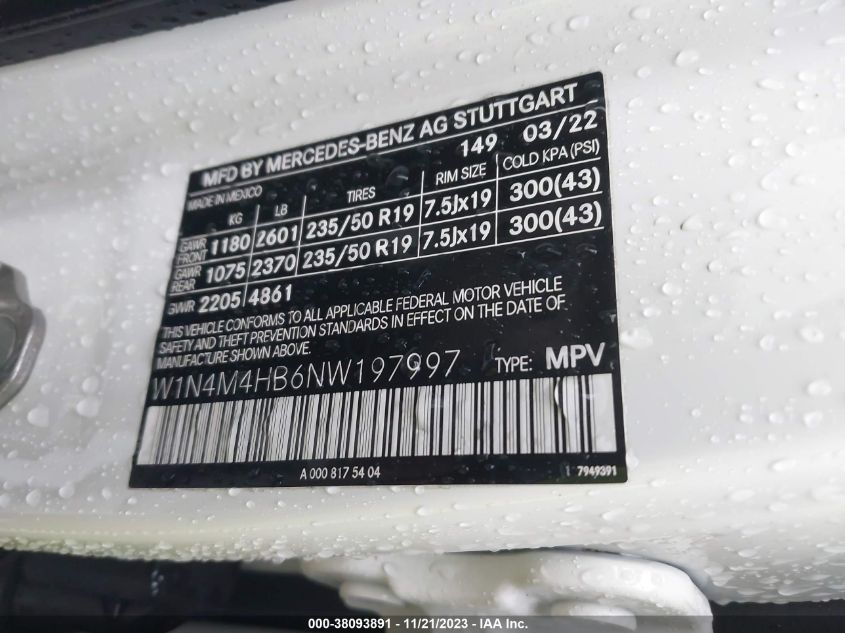 MFD BY MERCEDES-BENZ AG STUTTGART
MADE IN MEXICO 149 03/22
KG LB TIRES RIM SIZE COLD KPA (PSI)
GAWR FRONT 1180 2601 235/50 R19 7.5Jx19 300(43)
GAWR REAR 1075 2370 235/50 R19 7.5Jx19 300(43)
GWR 2205 4861
THIS VEHICLE CONFORMS TO ALL APPLICABLE FEDERAL MOTOR VEHICLE
SAFETY AND THEFT PREVENTION STANDARDS IN EFFECT ON THE DATE OF
MANUFACTURE SHOWN ABOVE.
W1N4M4HB6NW197997 TYPE: MPV
A 000 817 54 04 7949391
000-38093891 - 11/21/2023 - IAA Inc.